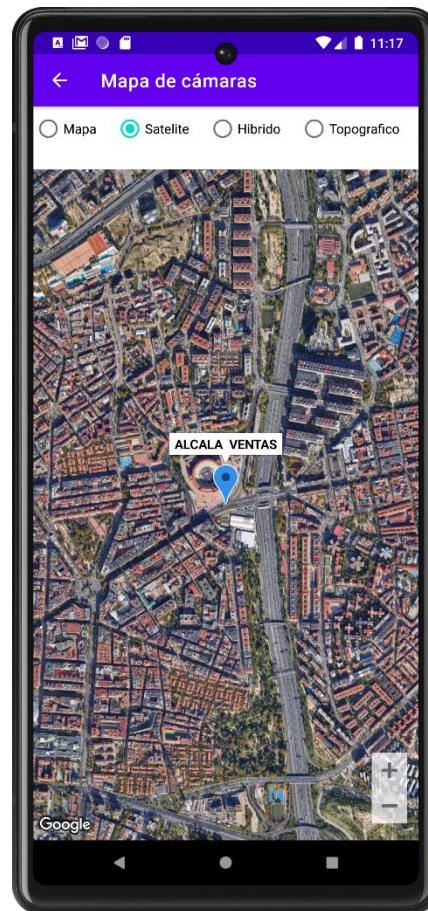 11:17
Mapa de cámaras
Mapa Satelite Hibrido Topografico
ALCALA VENTAS
Google